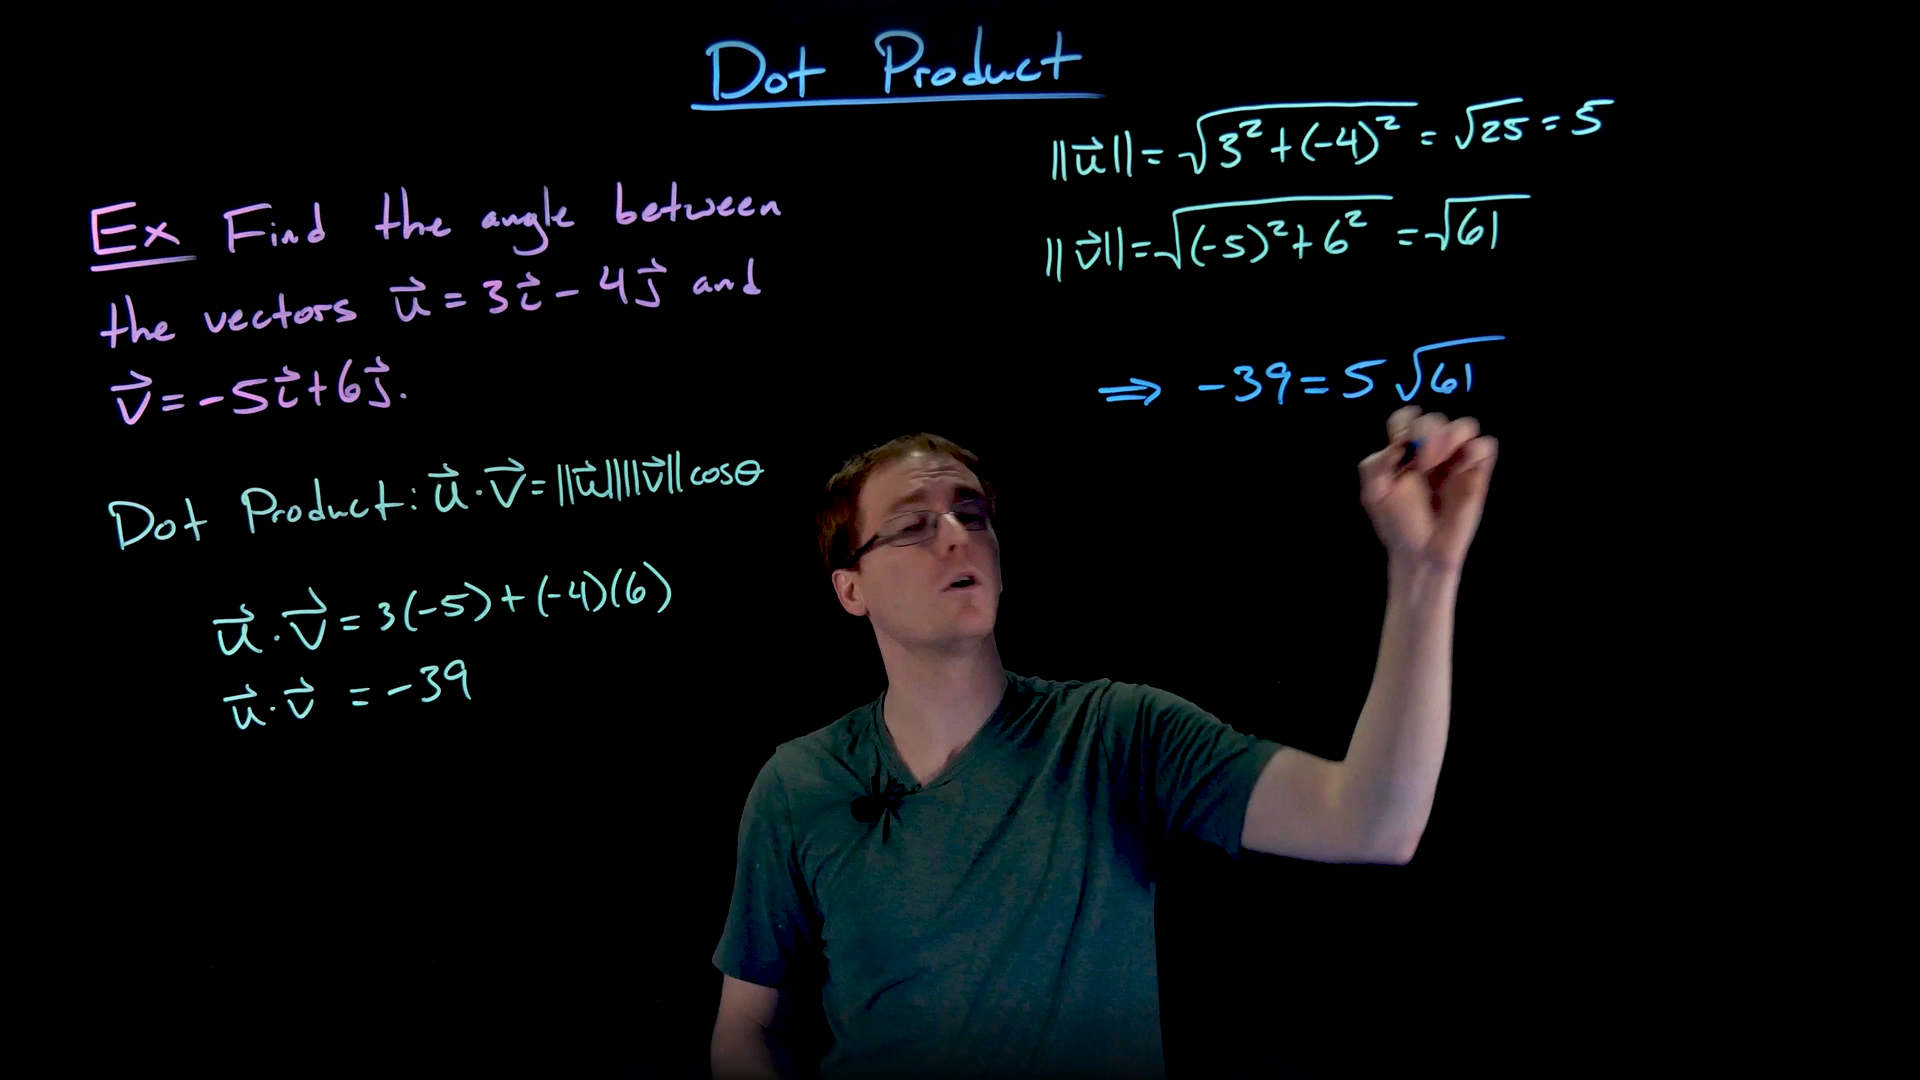 Dot Product
Ex Find the angle between
the vectors u⃗ = 3i⃗ - 4j⃗ and
v⃗ = -5i⃗ + 6j⃗.
Dot Product: u⃗ · v⃗ = ||u⃗|| ||v⃗|| cosθ
u⃗ · v⃗ = 3(-5) + (-4)(6)
u⃗ · v⃗ = -39
||u⃗|| = √(3² + (-4)²) = √25 = 5
||v⃗|| = √((-5)² + 6²) = √61
⇒ -39 = 5 √61